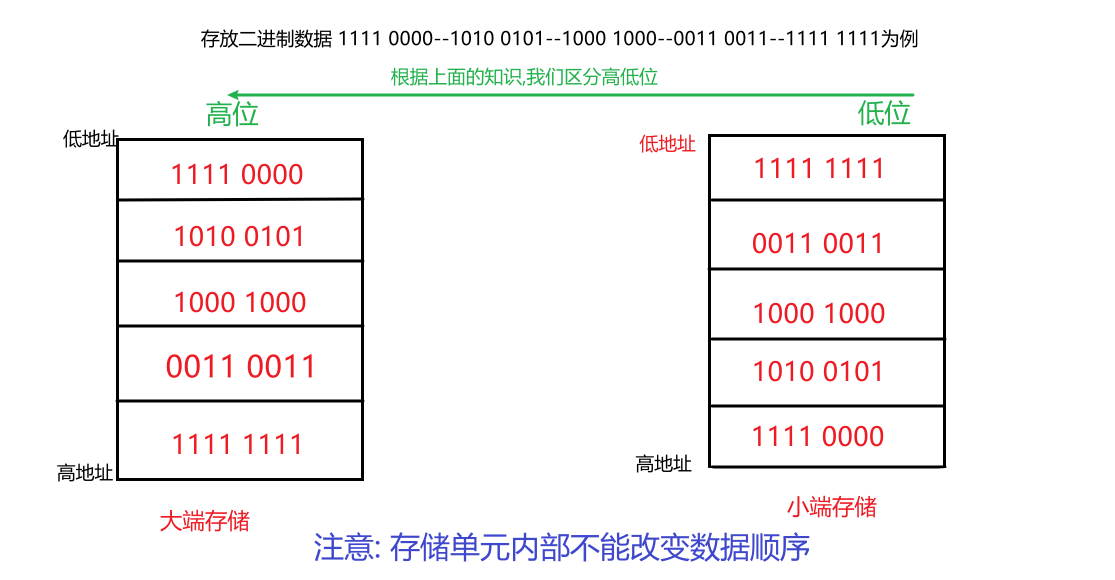 存放二进制数据 1111 0000--1010 0101--1000 1000--0011 0011--1111 1111为例
根据上面的知识,我们区分高低位
高位
低位
低地址
1111 0000
1010 0101
1000 1000
0011 0011
1111 1111
高地址
大端存储
低地址
1111 1111
0011 0011
1000 1000
1010 0101
1111 0000
高地址
小端存储
注意: 存储单元内部不能改变数据顺序